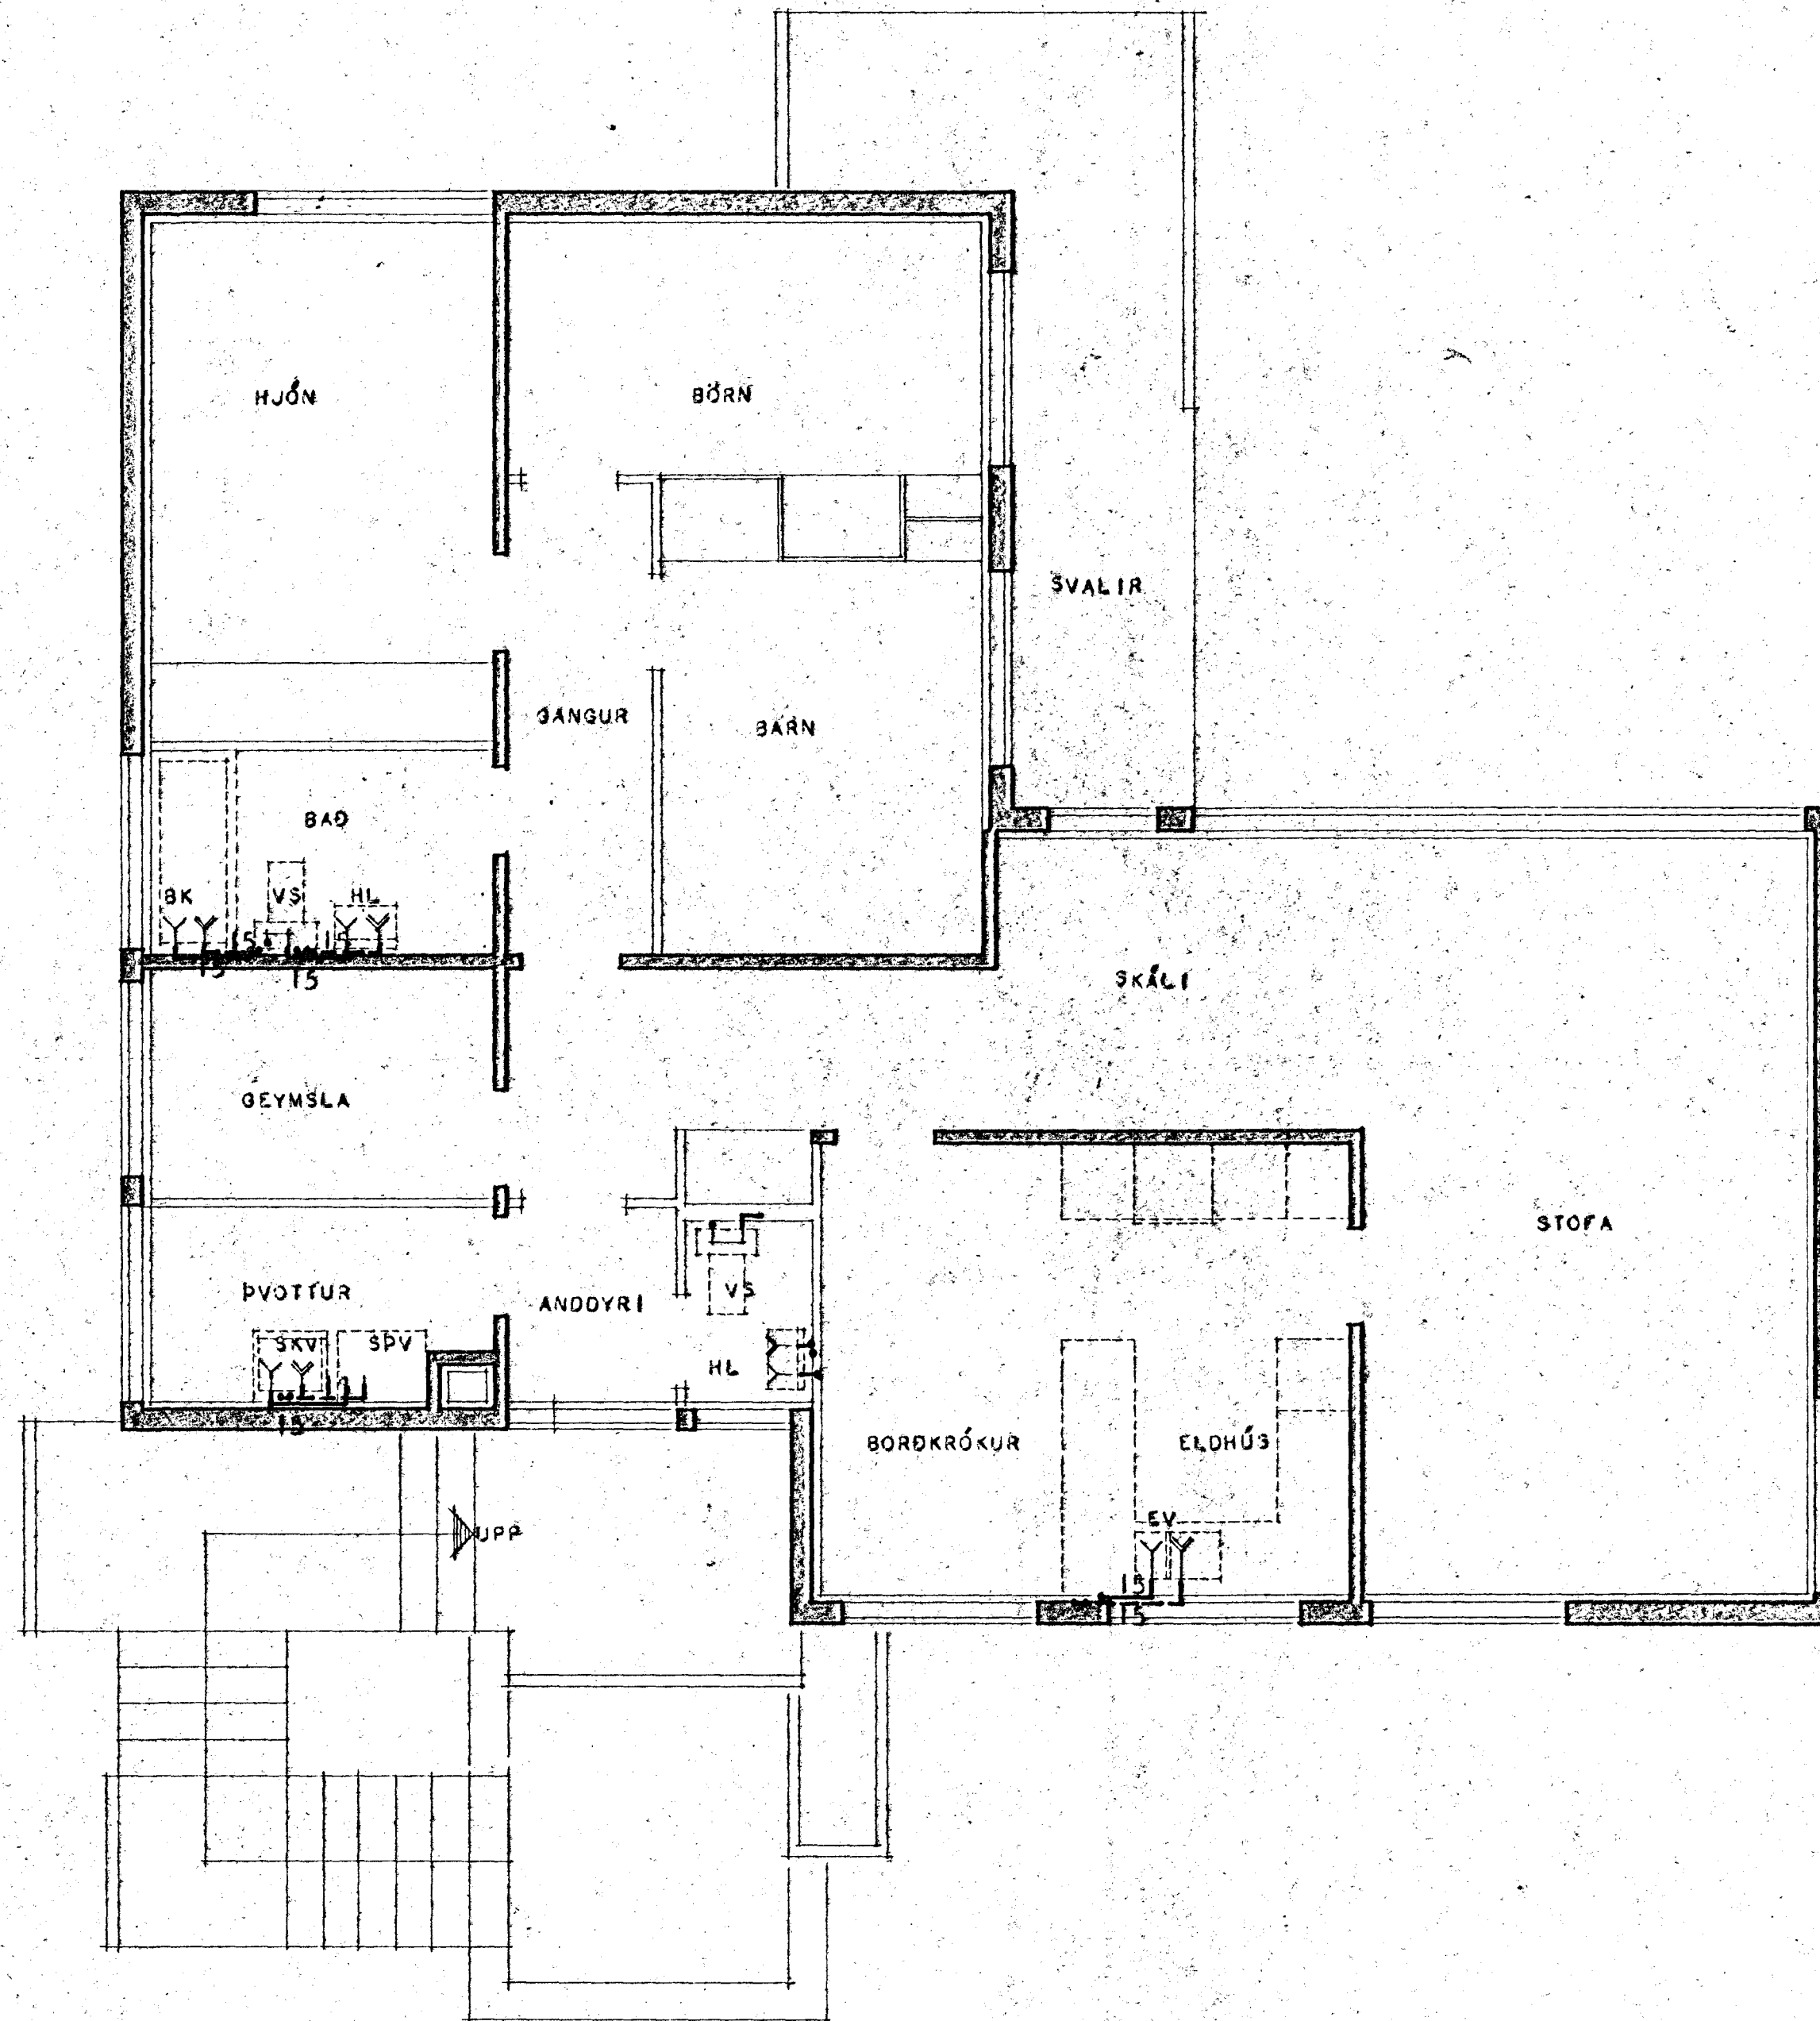 HJÓN
BÖRN
SVALIR
GANGUR
BARN
BAÐ
BK
VS
HL
15
15
15
15
SKÁLI
GEYMSLA
STOFA
ÞVOTTUR
ANDDYRI
VS
SKV
SÞV
HL
15
BORÐKRÓKUR
ELDHÚS
EV
UPP
15
15